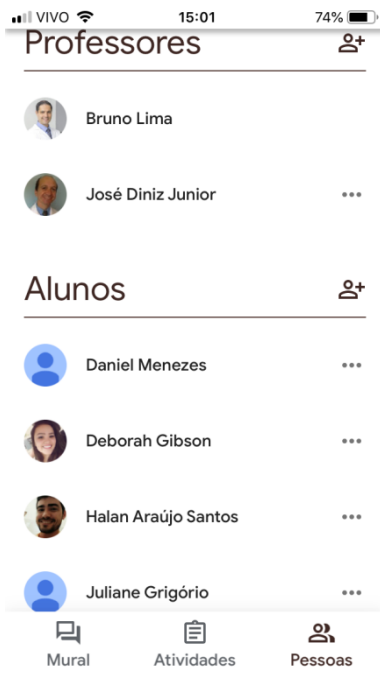 VIVO 15:01 74%
Professores
Bruno Lima
José Diniz Junior
Alunos
Daniel Menezes
Deborah Gibson
Halan Araújo Santos
Juliane Grigório
Mural Atividades Pessoas